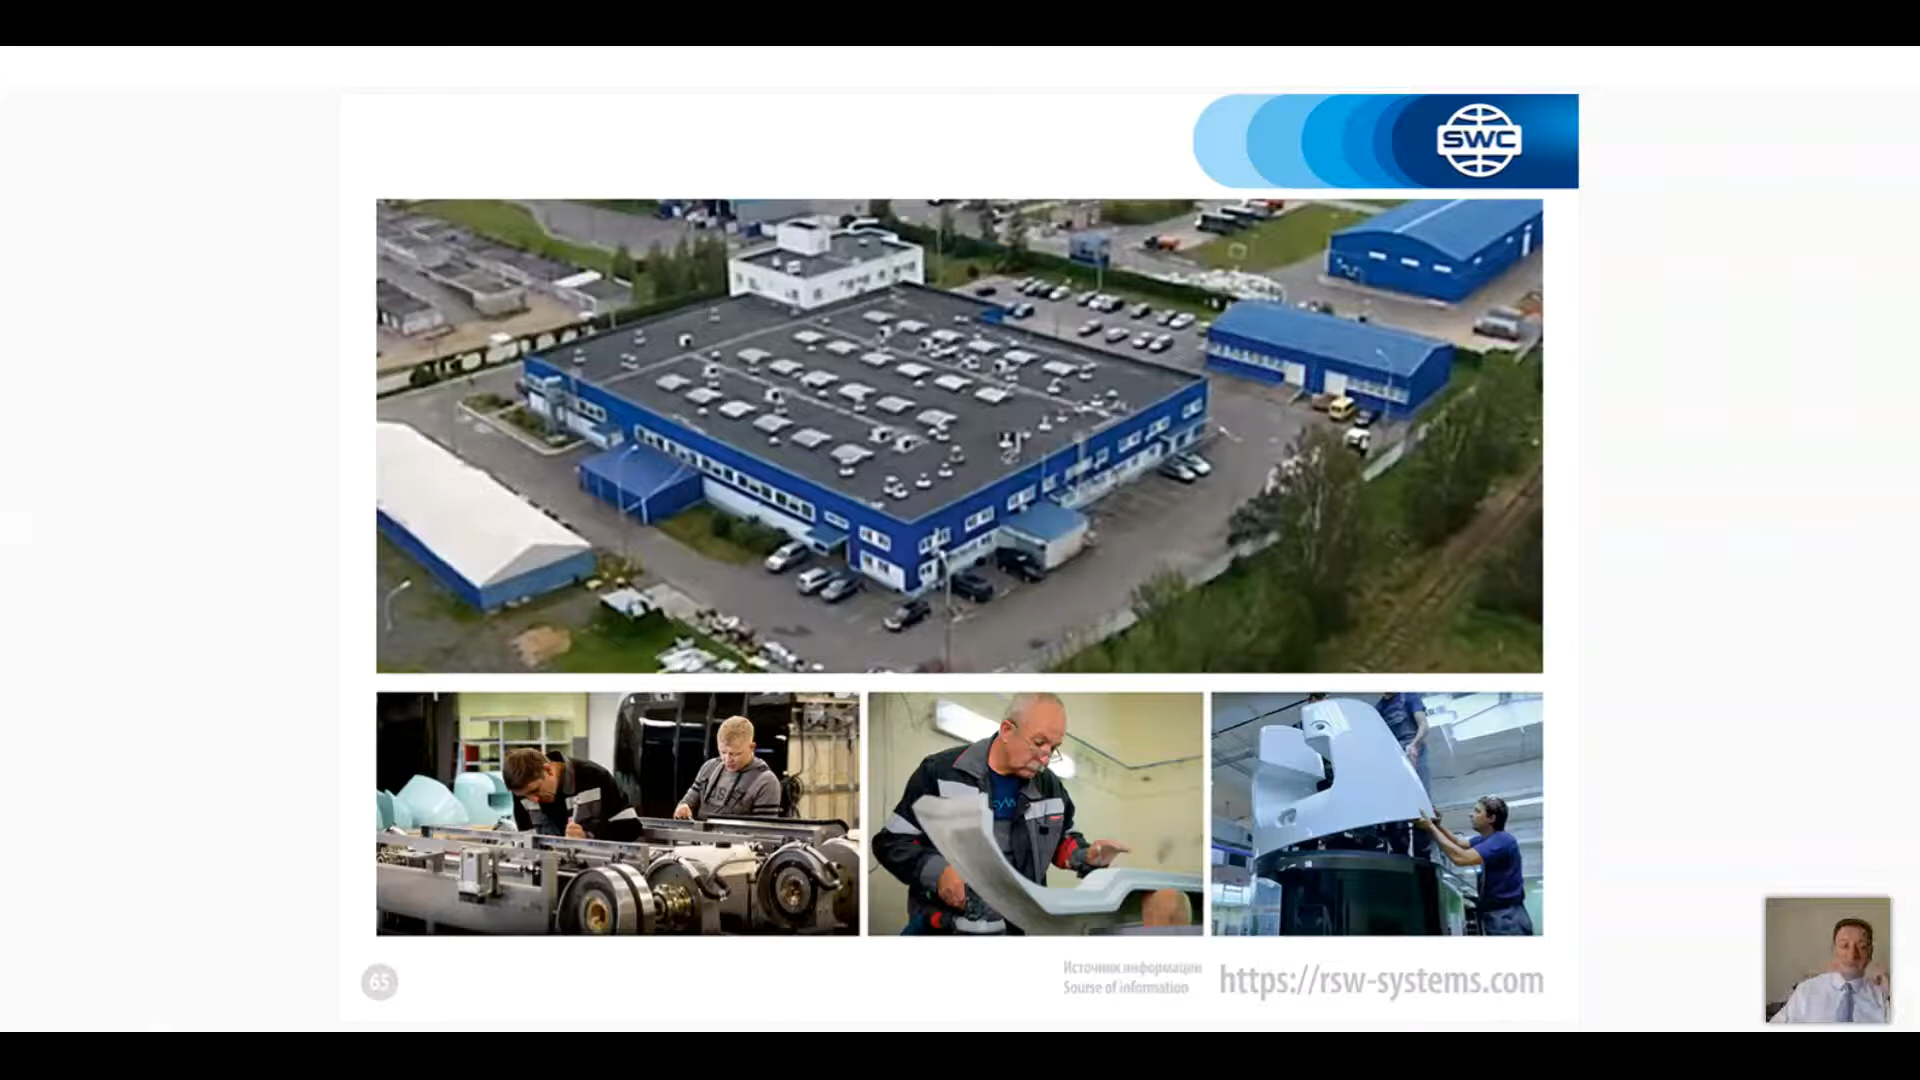 SWC
65
Источник информации
Sourse of information
https://rsw-systems.com